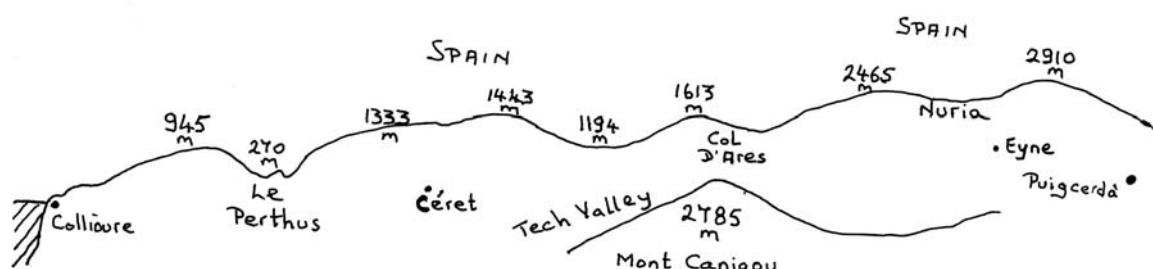 SPAIN
SPAIN
945
m
270
m
1333
m
1443
m
1194
m
1613
m
2465
m
2910
m
Collioure
Le
Perthus
Céret
Col
D'Ares
Nuria
Eyne
Puigcerdà
Tech Valley
2785
m
Mont Canigou